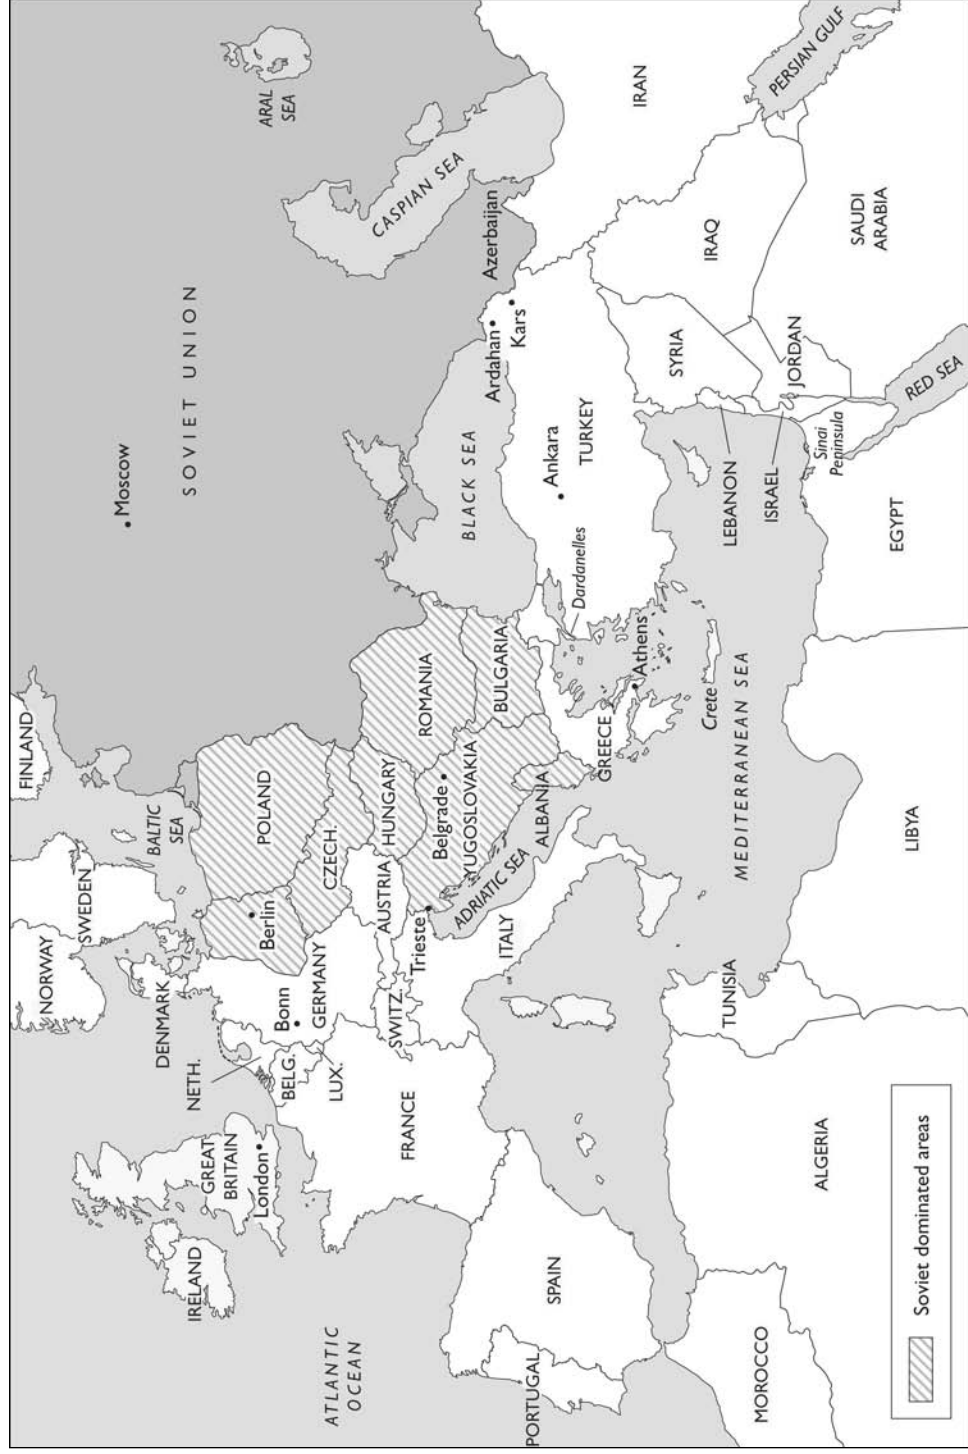 NORWAY
SWEDEN
FINLAND
BALTIC
SEA
DENMARK
NETH.
IRELAND
GREAT
BRITAIN
London
BELG.
LUX.
Bonn
GERMANY
Berlin
POLAND
CZECH.
Moscow
SOVIET UNION
ARAL
SEA
CASPIAN SEA
ATLANTIC
OCEAN
FRANCE
SWITZ.
AUSTRIA
HUNGARY
ROMANIA
Trieste
Belgrade
YUGOSLAVIA
BULGARIA
BLACK SEA
Ardahan
Kars
Azerbaijan
ADRIATIC SEA
ALBANIA
ITALY
PORTUGAL
SPAIN
GREECE
Athens
Dardanelles
Ankara
TURKEY
IRAN
Crete
MEDITERRANEAN SEA
SYRIA
IRAQ
LEBANON
ISRAEL
JORDAN
PERSIAN GULF
MOROCCO
ALGERIA
TUNISIA
LIBYA
EGYPT
Sinai
Peninsula
RED SEA
SAUDI
ARABIA
Soviet dominated areas